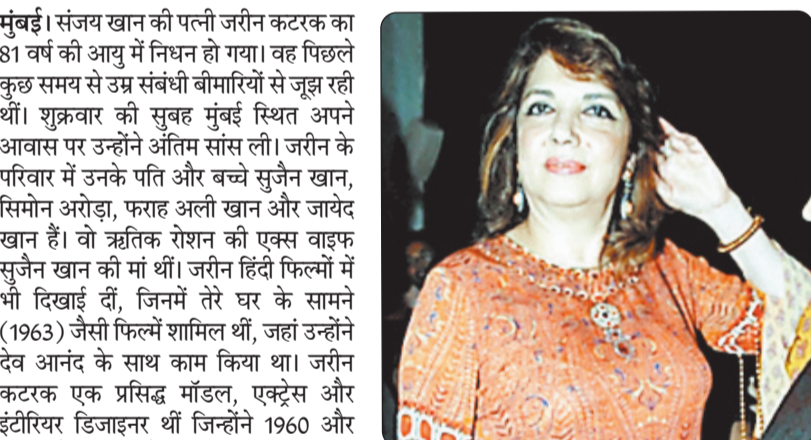 मुंबई। संजय खान की पत्नी जरीन कटरक का
81 वर्ष की आयु में निधन हो गया। वह पिछले
कुछ समय से उम्र संबंधी बीमारियों से जूझ रही
थीं। शुक्रवार की सुबह मुंबई स्थित अपने
आवास पर उन्होंने अंतिम सांस ली। जरीन के
परिवार में उनके पति और बच्चे सुजैन खान,
सिमोन अरोड़ा, फराह अली खान और जायेद
खान हैं। वो ऋतिक रोशन की एक्स वाइफ
सुजैन खान की मां थीं। जरीन हिंदी फिल्मों में
भी दिखाई दीं, जिनमें तेरे घर के सामने
(1963) जैसी फिल्में शामिल थीं, जहां उन्होंने
देव आनंद के साथ काम किया था। जरीन
कटरक एक प्रसिद्ध मॉडल, एक्ट्रेस और
इंटीरियर डिजाइनर थीं जिन्होंने 1960 और